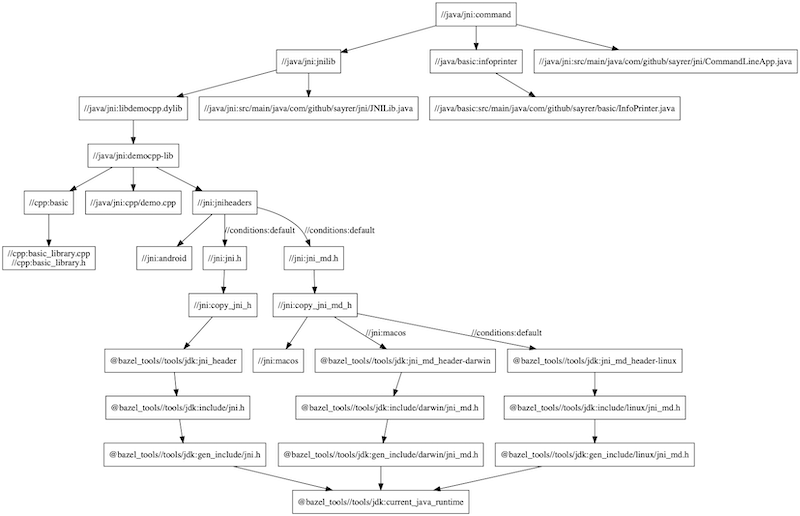 //java/jni:command
//java/jni:jnilib
//java/basic:infoprinter
//java/jni:src/main/java/com/github/sayrer/jni/CommandLineApp.java
//java/jni:libdemocpp.dylib
//java/jni:src/main/java/com/github/sayrer/jni/JNILib.java
//java/basic:src/main/java/com/github/sayrer/basic/InfoPrinter.java
//java/jni:democpp-lib
//cpp:basic
//java/jni:cpp/demo.cpp
//jni:jniheaders
//conditions:default
//conditions:default
//cpp:basic_library.cpp
//cpp:basic_library.h
//jni:android
//jni:jni.h
//jni:jni_md.h
//jni:copy_jni_h
//jni:copy_jni_md_h
//jni:macos
//conditions:default
@bazel_tools//tools/jdk:jni_header
//jni:macos
@bazel_tools//tools/jdk:jni_md_header-darwin
@bazel_tools//tools/jdk:jni_md_header-linux
@bazel_tools//tools/jdk:include/jni.h
@bazel_tools//tools/jdk:include/darwin/jni_md.h
@bazel_tools//tools/jdk:include/linux/jni_md.h
@bazel_tools//tools/jdk:gen_include/jni.h
@bazel_tools//tools/jdk:gen_include/darwin/jni_md.h
@bazel_tools//tools/jdk:gen_include/linux/jni_md.h
@bazel_tools//tools/jdk:current_java_runtime